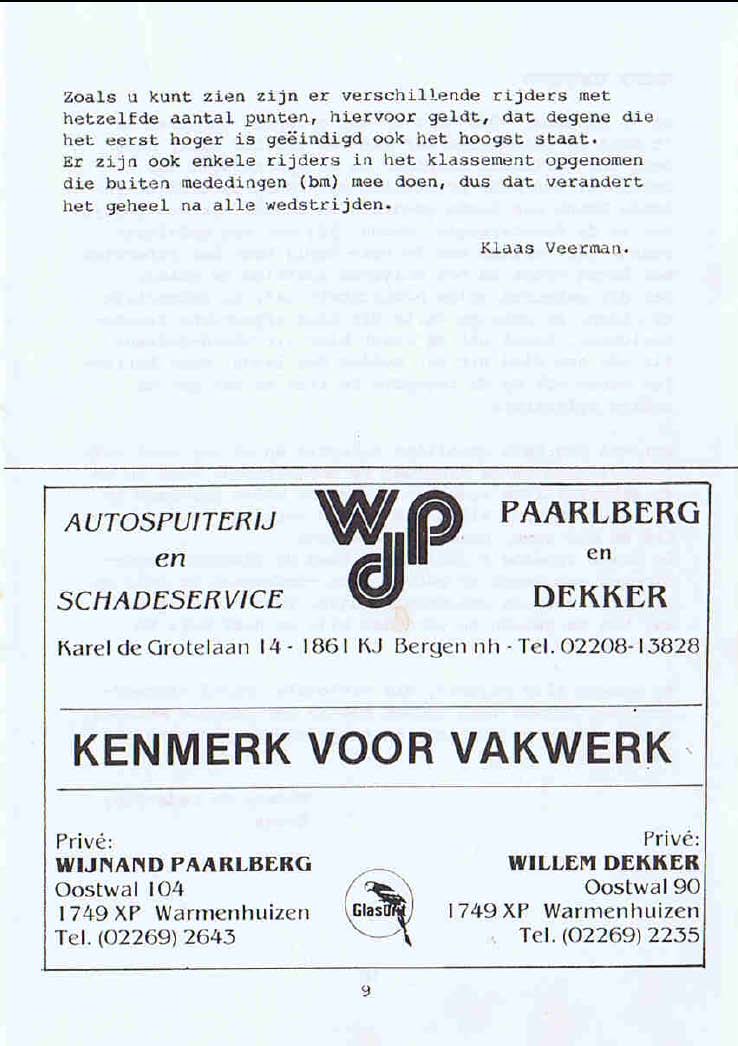 Zoals u kunt zien zijn er verschillende rijders met
hetzelfde aantal punten, hiervoor geldt, dat degene die
het eerst hoger is geëindigd ook het hoogst staat.
Er zijn ook enkele rijders in het klassement opgenomen
die buiten mededingen (bm) mee doen, dus dat verandert
het geheel na alle wedstrijden.
Klaas Veerman.
AUTOSPUITERIJ
en
SCHADESERVICE
wpd
PAARLBERG
en
DEKKER
Karel de Grotelaan 14 - 1861 KJ Bergen nh - Tel. 02208-13828
KENMERK VOOR VAKWERK
Privé:
WIJNAND PAARLBERG
Oostwal 104
1749 XP Warmenhuizen
Tel. (02269) 2643
Glasurit
Privé:
WILLEM DEKKER
Oostwal 90
1749 XP Warmenhuizen
Tel. (02269) 2235
9